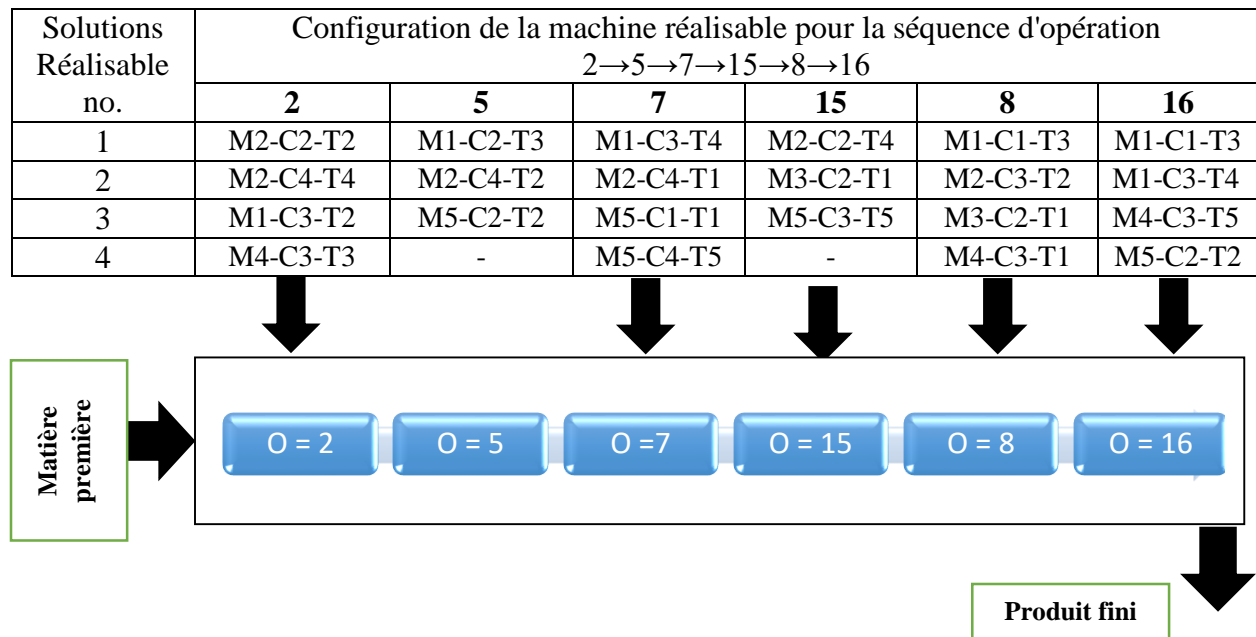 Solutions
Réalisable
no.
Configuration de la machine réalisable pour la séquence d'opération
2→5→7→15→8→16
2 5 7 15 8 16
1 M2-C2-T2 M1-C2-T3 M1-C3-T4 M2-C2-T4 M1-C1-T3 M1-C1-T3
2 M2-C4-T4 M2-C4-T2 M2-C4-T1 M3-C2-T1 M2-C3-T2 M1-C3-T4
3 M1-C3-T2 M5-C2-T2 M5-C1-T1 M5-C3-T5 M3-C2-T1 M4-C3-T5
4 M4-C3-T3 - M5-C4-T5 - M4-C3-T1 M5-C2-T2
Matière
première
O = 2 O = 5 O =7 O = 15 O = 8 O = 16
Produit fini